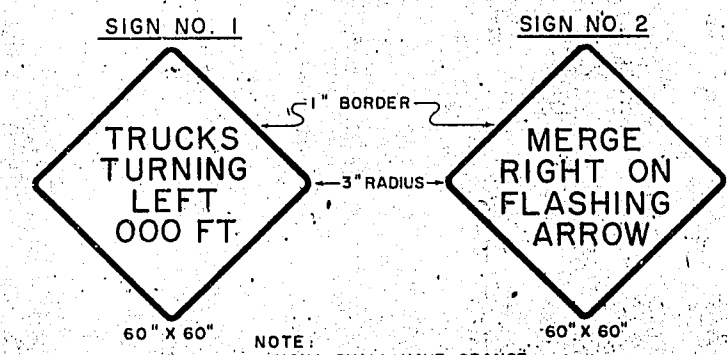 SIGN NO. 1
SIGN NO. 2
1" BORDER
TRUCKS
TURNING
LEFT
000 FT
3" RADIUS
MERGE
RIGHT ON
FLASHING
ARROW
60" X 60"
60" X 60"
NOTE: